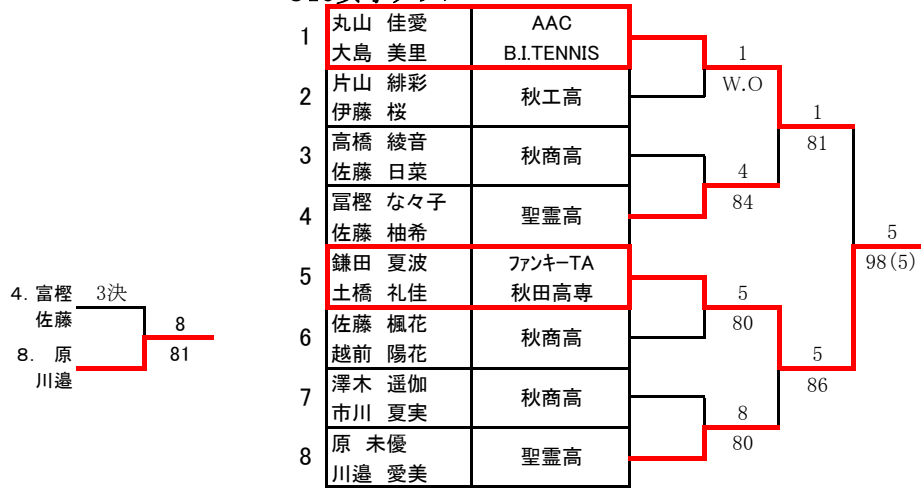 1
丸山 佳愛
AAC
大島 美里
B.I.TENNIS
2
片山 緋彩
秋工高
伊藤 桜
3
高橋 綾音
秋商高
佐藤 日菜
4
冨樫 な々子
聖霊高
佐藤 柚希
5
鎌田 夏波
ファンキーTA
土橋 礼佳
秋田高専
6
佐藤 楓花
秋商高
越前 陽花
7
澤木 遥伽
秋商高
市川 夏実
8
原 未優
聖霊高
川邉 愛美
1
W.O
4
84
5
80
8
80
1
81
5
86
5
98(5)
4. 富樫
3決
佐藤
8. 原
川邉
8
81